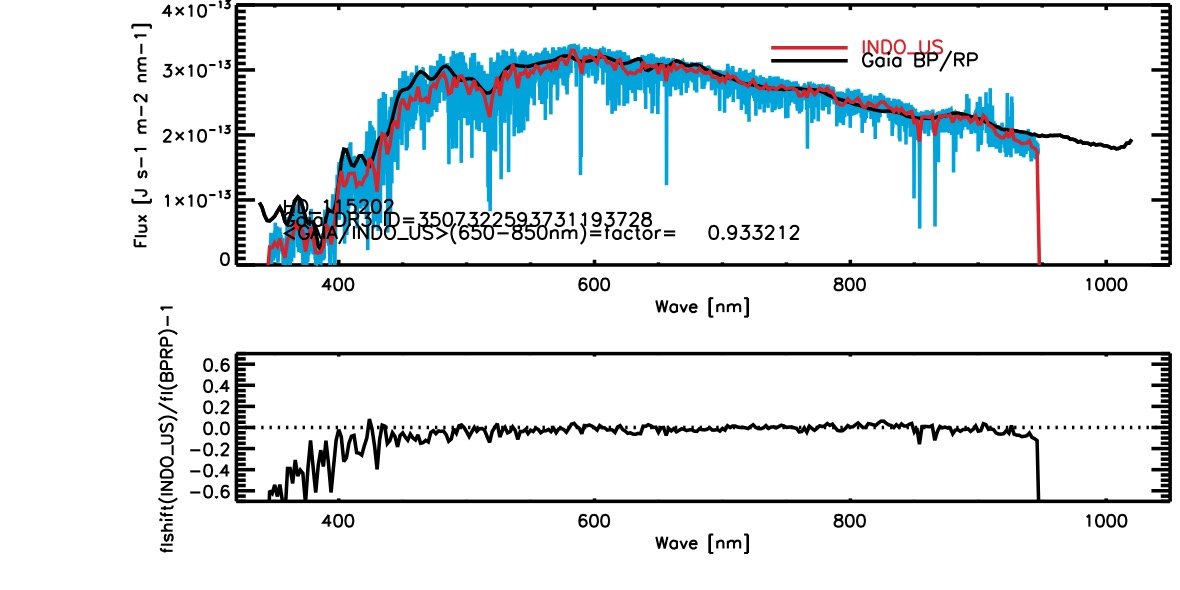 4×10−13
3×10−13
2×10−13
1×10−13
0
Flux [J s−1 m−2 nm−1]
INDO_US
Gaia BP/RP
HD_115202
Gaia DR3 ID=3507322593731193728
<GAIA/INDO_US>(650−850nm)=factor= 0.933212
400 600 800 1000
Wave [nm]
flshift(INDO_US)/fl(BPRP)−1
0.6
0.4
0.2
0.0
−0.2
−0.4
−0.6
400 600 800 1000
Wave [nm]